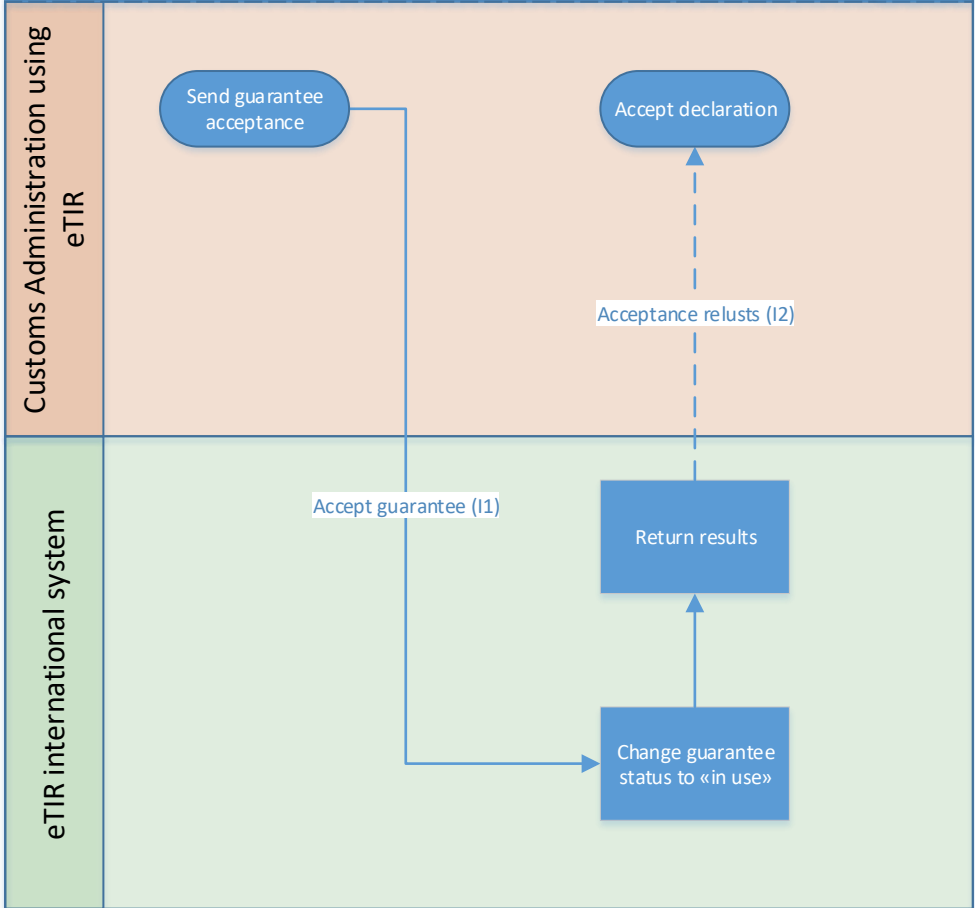 Customs Administration using
eTIR
Send guarantee
acceptance
Accept declaration
Acceptance relusts (I2)
eTIR international system
Accept guarantee (I1)
Return results
Change guarantee
status to «in use»